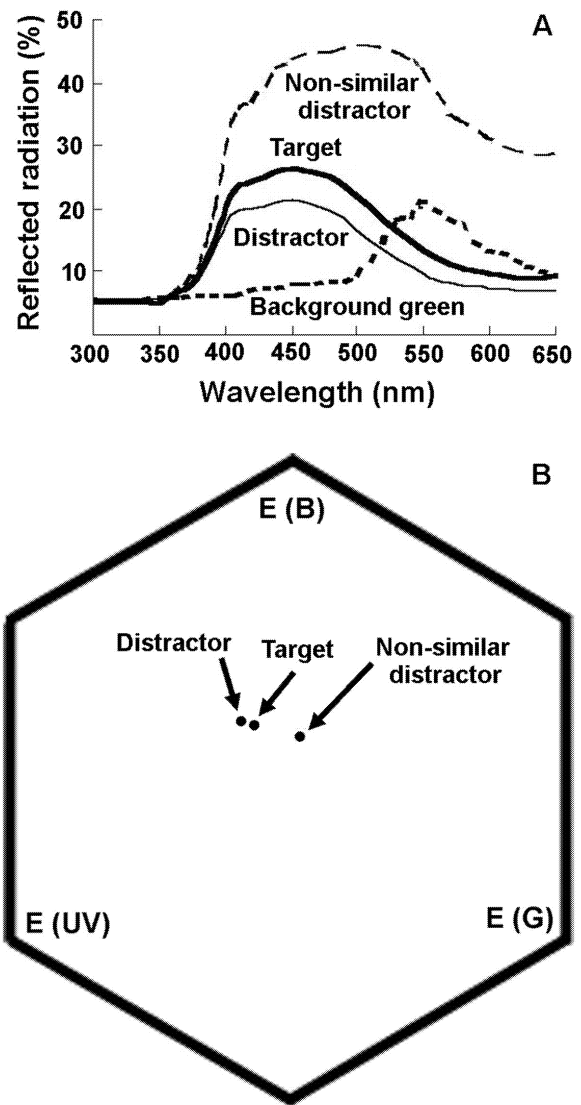 A
Reflected radiation (%)
50
40
30
20
10
Non-similar
distractor
Target
Distractor
Background green
300 350 400 450 500 550 600 650
Wavelength (nm)
B
E (B)
Distractor
Target
Non-similar
distractor
E (UV)
E (G)